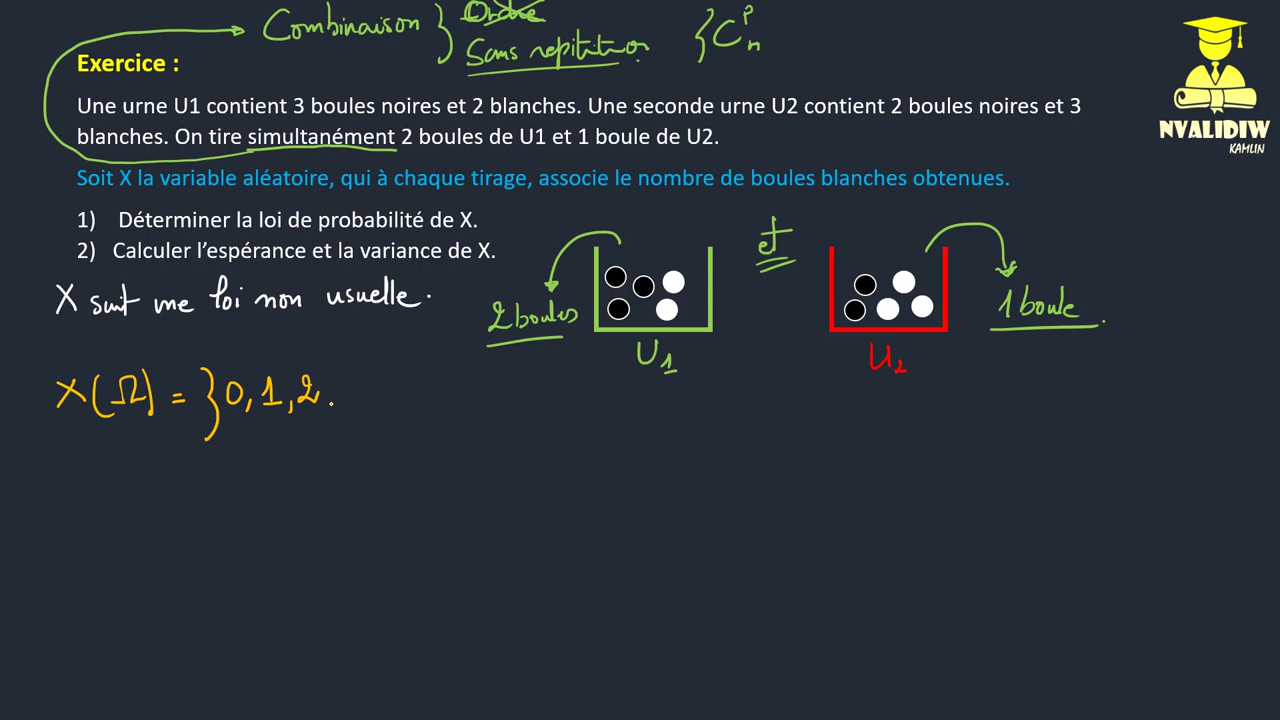 Combinaison } Ordre
Sans repitition } C p n
Exercice :
Une urne U1 contient 3 boules noires et 2 blanches. Une seconde urne U2 contient 2 boules noires et 3
blanches. On tire simultanément 2 boules de U1 et 1 boule de U2.
NVALIDIW
KAMLIN
Soit X la variable aléatoire, qui à chaque tirage, associe le nombre de boules blanches obtenues.
1) Déterminer la loi de probabilité de X.
2) Calculer l’espérance et la variance de X.
et
X suit une loi non usuelle.
2 boules
1 boule
U1
U2
X(Ω) = {0, 1, 2